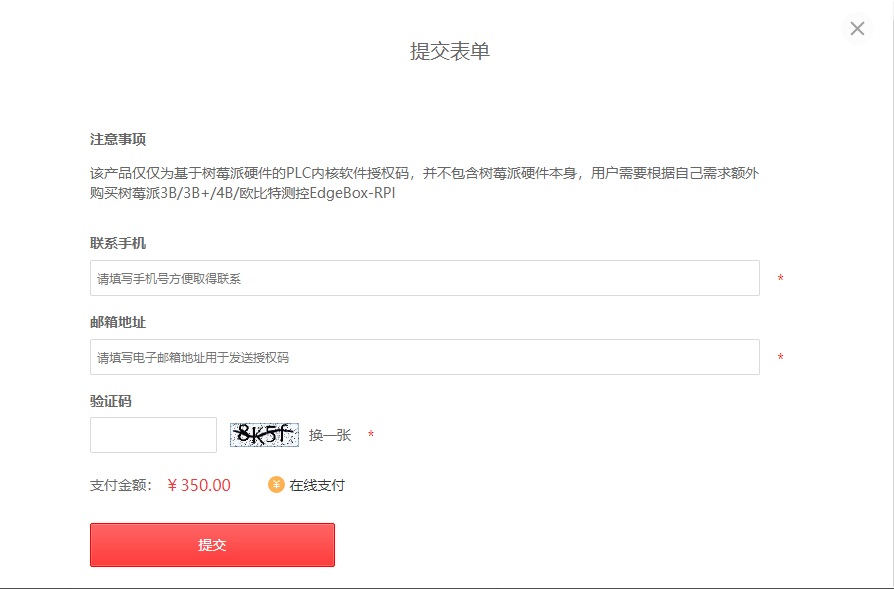 提交表单
注意事项
该产品仅仅为基于树莓派硬件的PLC内核软件授权码，并不包含树莓派硬件本身，用户需要根据自己需求额外
购买树莓派3B/3B+/4B/欧比特测控EdgeBox-RPI
联系手机
请填写手机号方便取得联系 *
邮箱地址
请填写电子邮箱地址用于发送授权码 *
验证码
8K5f 换一张 *
支付金额： ¥ 350.00 ¥ 在线支付
提交